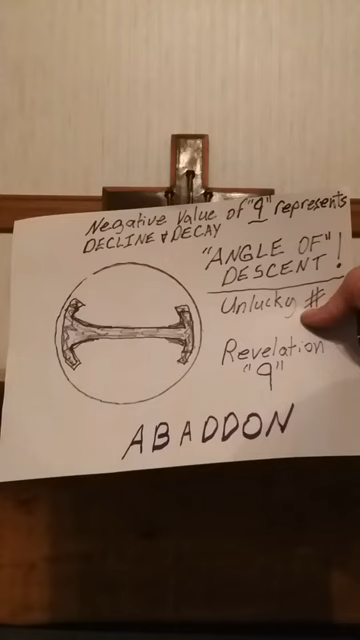 Negative Value of "9" represents
DECLINE & DECAY
"ANGLE OF"
DESCENT!
Unlucky #
Revelation
"9"
ABADDON